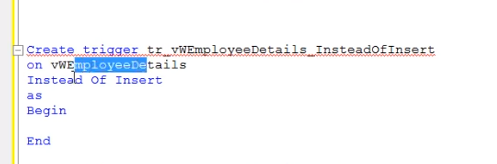 Create trigger tr_vWEmployeeDetails_InsteadOfInsert
on vWEmployeeDetails
Instead Of Insert
as
Begin
End